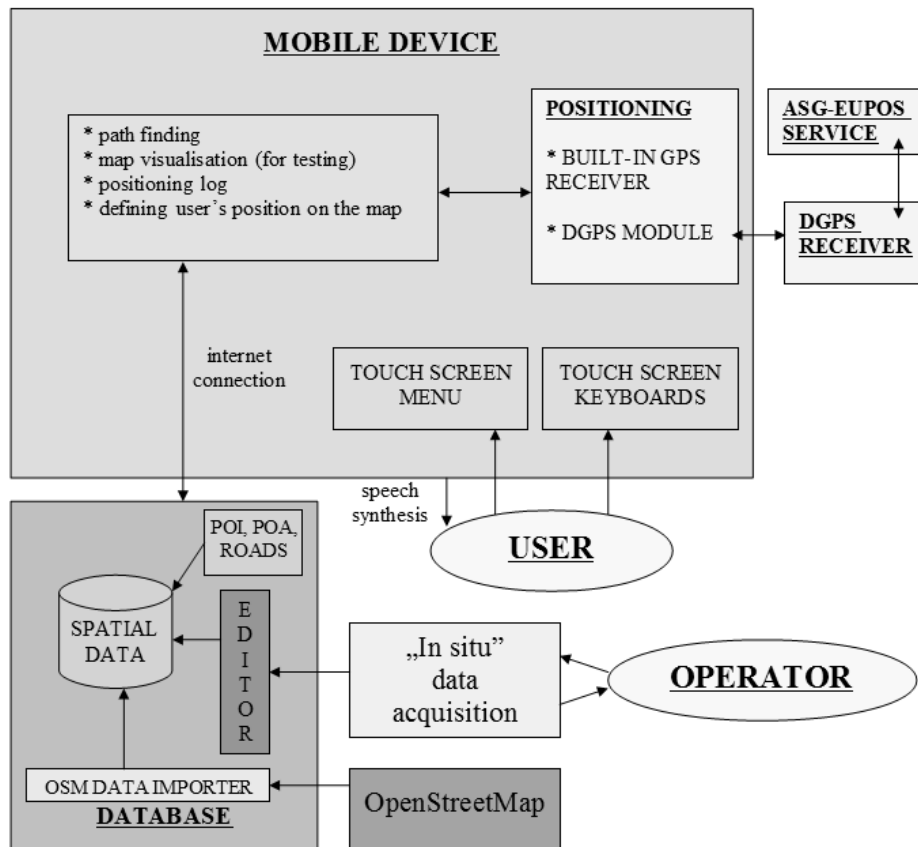 MOBILE DEVICE
* path finding
* map visualisation (for testing)
* positioning log
* defining user’s position on the map
POSITIONING
* BUILT-IN GPS
RECEIVER
* DGPS MODULE
ASG-EUPOS
SERVICE
DGPS
RECEIVER
internet
connection
TOUCH SCREEN
MENU
TOUCH SCREEN
KEYBOARDS
speech
synthesis
USER
POI, POA,
ROADS
SPATIAL
DATA
E
D
I
T
O
R
„In situ”
data
acquisition
OPERATOR
OSM DATA IMPORTER
DATABASE
OpenStreetMap